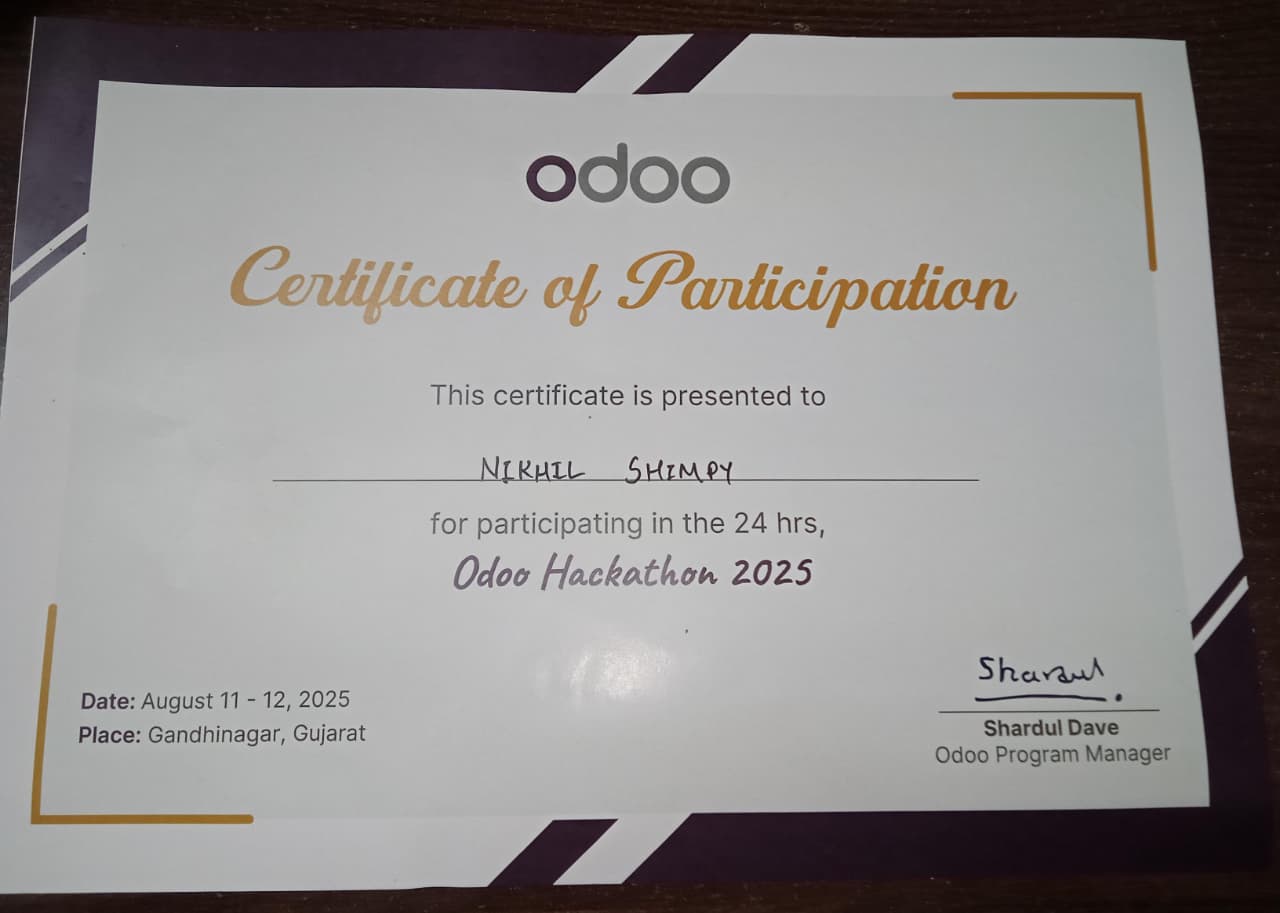 odoo
Certificate of Participation
This certificate is presented to
NIKHIL SHIMPY
for participating in the 24 hrs,
Odoo Hackathon 2025
Date: August 11 - 12, 2025
Place: Gandhinagar, Gujarat
Shardul
Shardul Dave
Odoo Program Manager